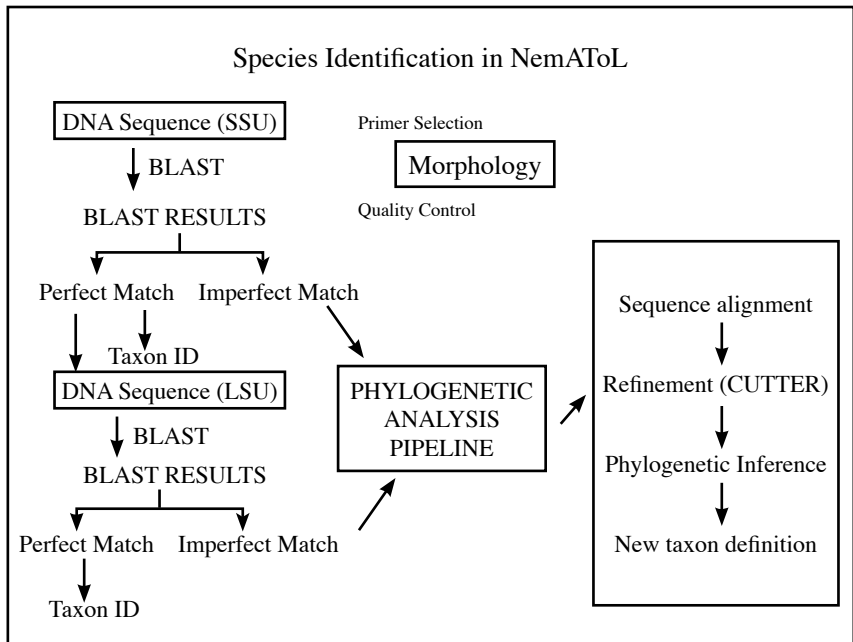 Species Identification in NemAToL
DNA Sequence (SSU)
BLAST
BLAST RESULTS
Perfect Match
Imperfect Match
Taxon ID
DNA Sequence (LSU)
BLAST
BLAST RESULTS
Perfect Match
Imperfect Match
Taxon ID
Primer Selection
Morphology
Quality Control
PHYLOGENETIC
ANALYSIS
PIPELINE
Sequence alignment
Refinement (CUTTER)
Phylogenetic Inference
New taxon definition